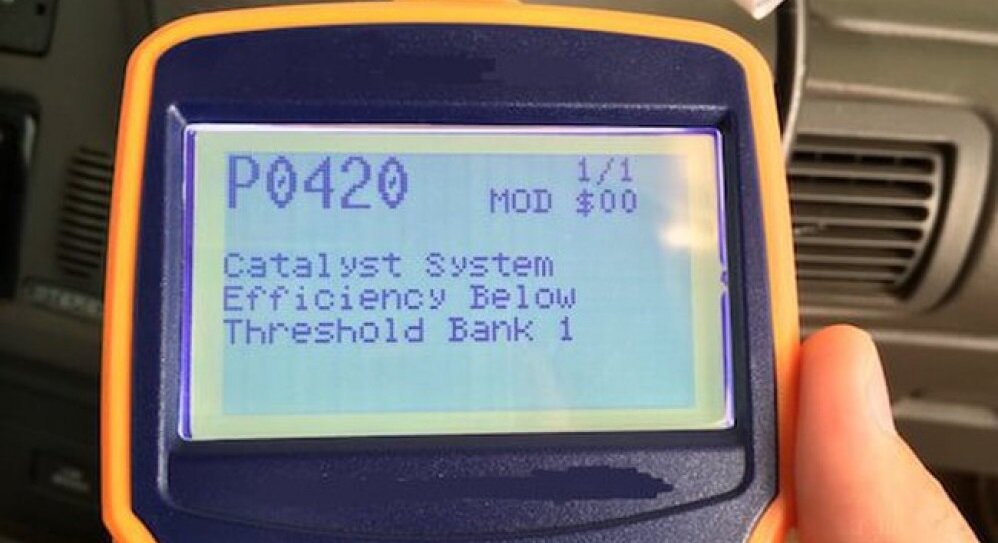 P0420
1/1
MOD $00
Catalyst System
Efficiency Below
Threshold Bank 1